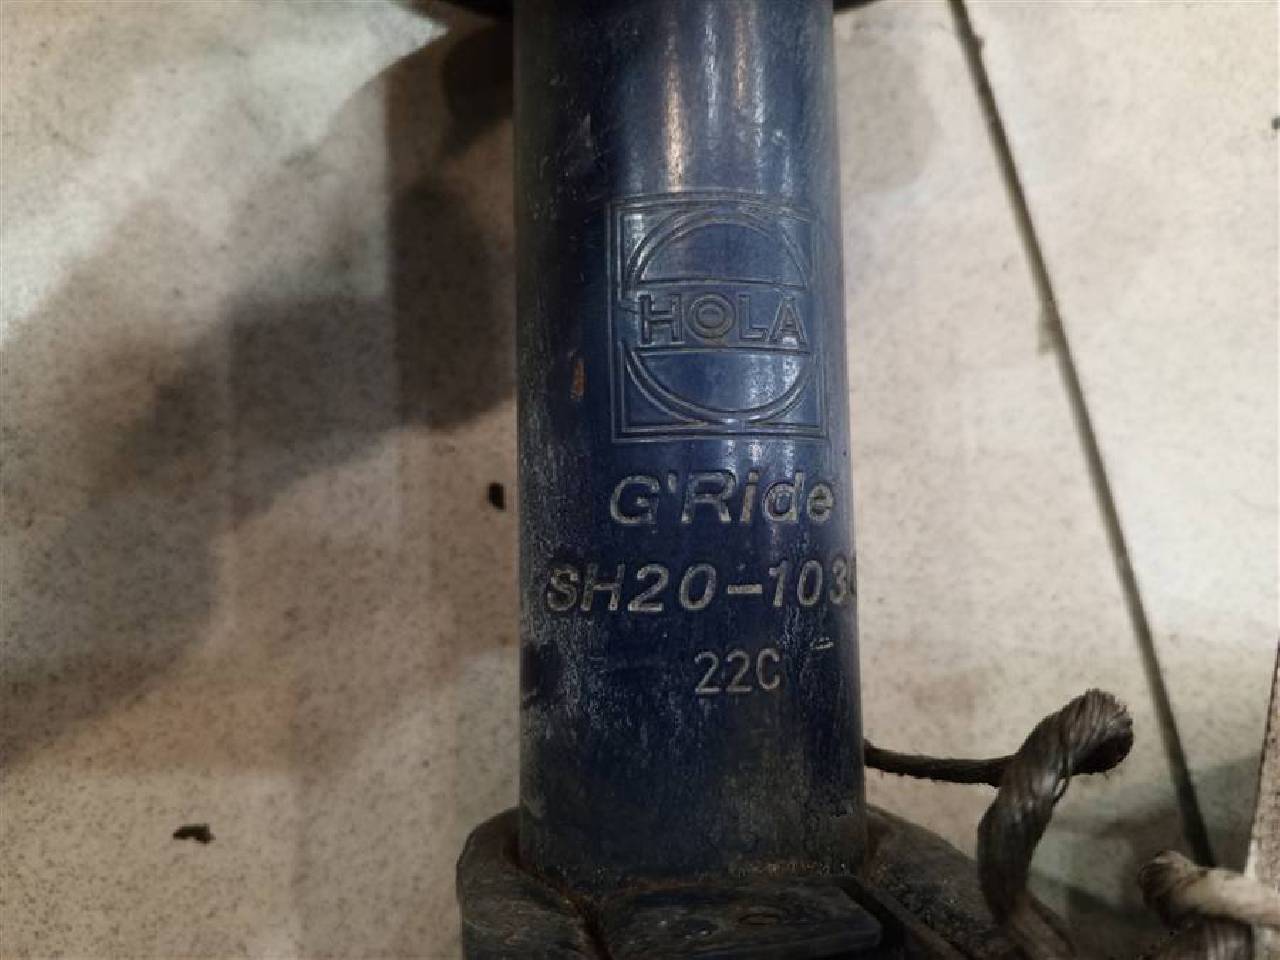 HOLA
G'Ride
SH20-103
22C